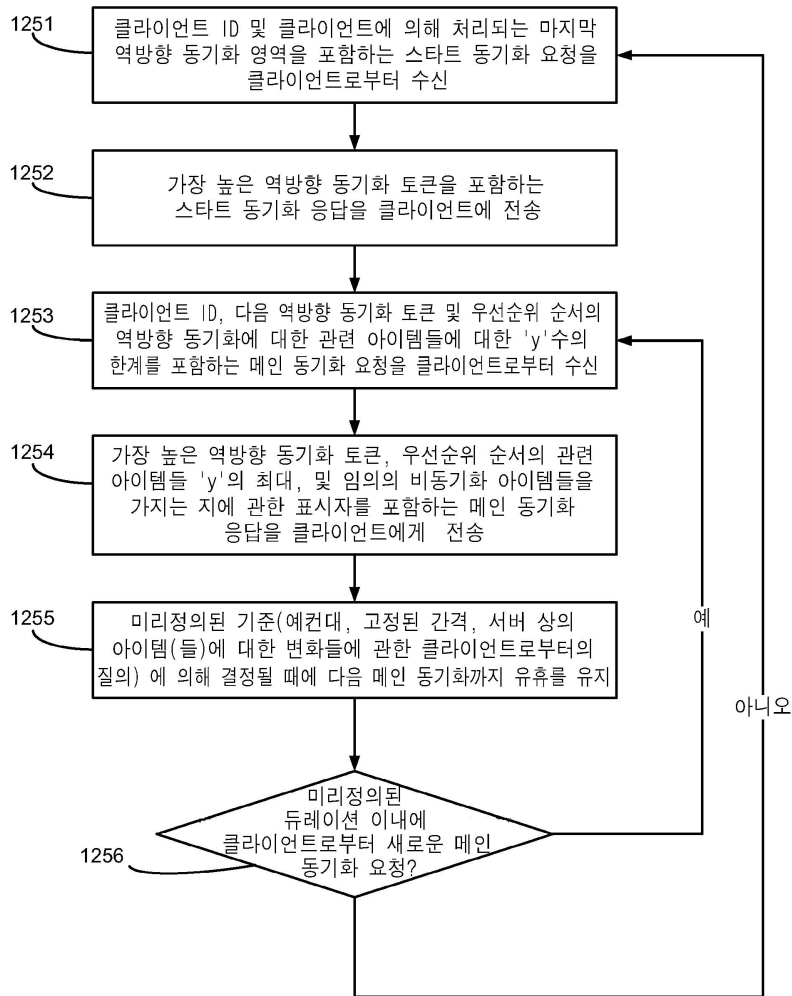 1251
클라이언트 ID 및 클라이언트에 의해 처리되는 마지막
역방향 동기화 영역을 포함하는 스타트 동기화 요청을
클라이언트로부터 수신
1252
가장 높은 역방향 동기화 토큰을 포함하는
스타트 동기화 응답을 클라이언트에 전송
1253
클라이언트 ID, 다음 역방향 동기화 토큰 및 우선순위 순서의
역방향 동기화에 대한 관련 아이템들에 대한 'y'수의
한계를 포함하는 메인 동기화 요청을 클라이언트로부터 수신
1254
가장 높은 역방향 동기화 토큰, 우선순위 순서의 관련
아이템들 'y'의 최대, 및 임의의 비동기화 아이템들을
가지는 지에 관한 표시자를 포함하는 메인 동기화
응답을 클라이언트에게 전송
1255
미리정의된 기준(예컨대, 고정된 간격, 서버 상의
아이템(들)에 대한 변화들에 관한 클라이언트로부터의
질의) 에 의해 결정될 때에 다음 메인 동기화까지 유휴를 유지
예
아니오
1256
미리정의된
듀레이션 이내에
클라이언트로부터 새로운 메인
동기화 요청?